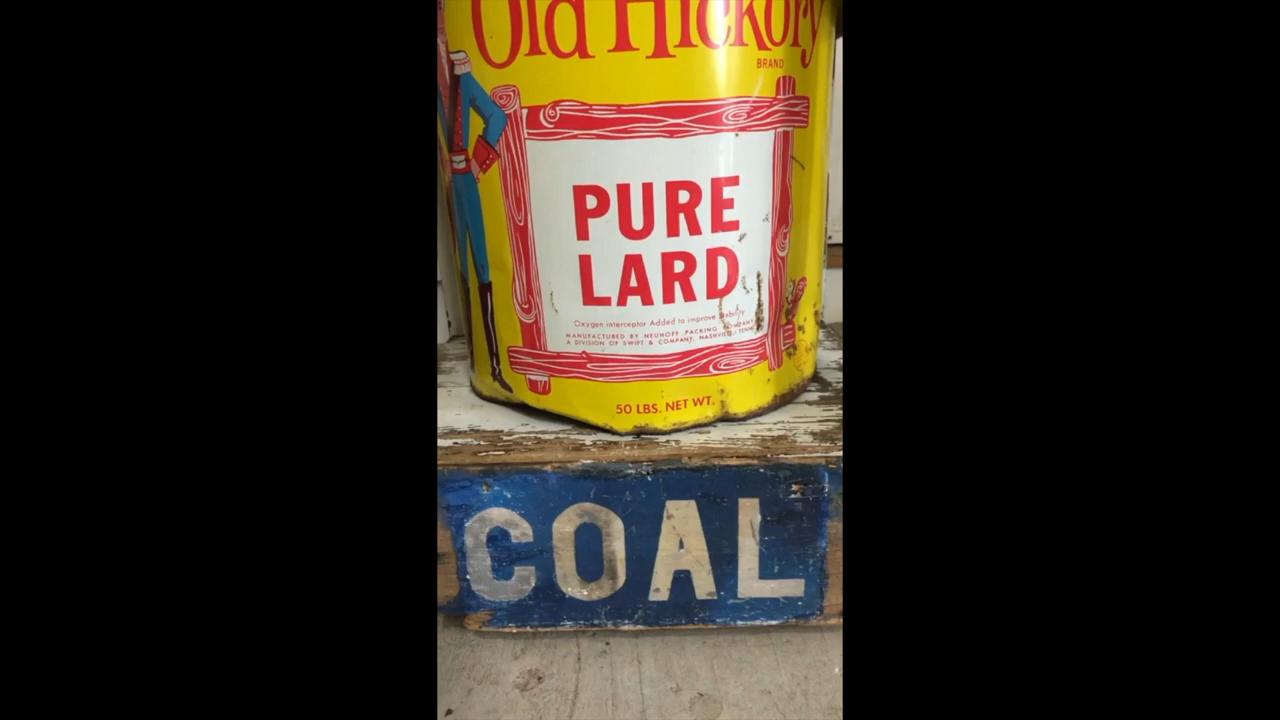 Old Hickory
BRAND
PURE
LARD
Oxygen interceptor Added to improve Stability
MANUFACTURED BY NEUHOFF PACKING COMPANY
A DIVISION OF SWIFT & COMPANY, NASHVILLE, TENN.
50 LBS. NET WT.
COAL